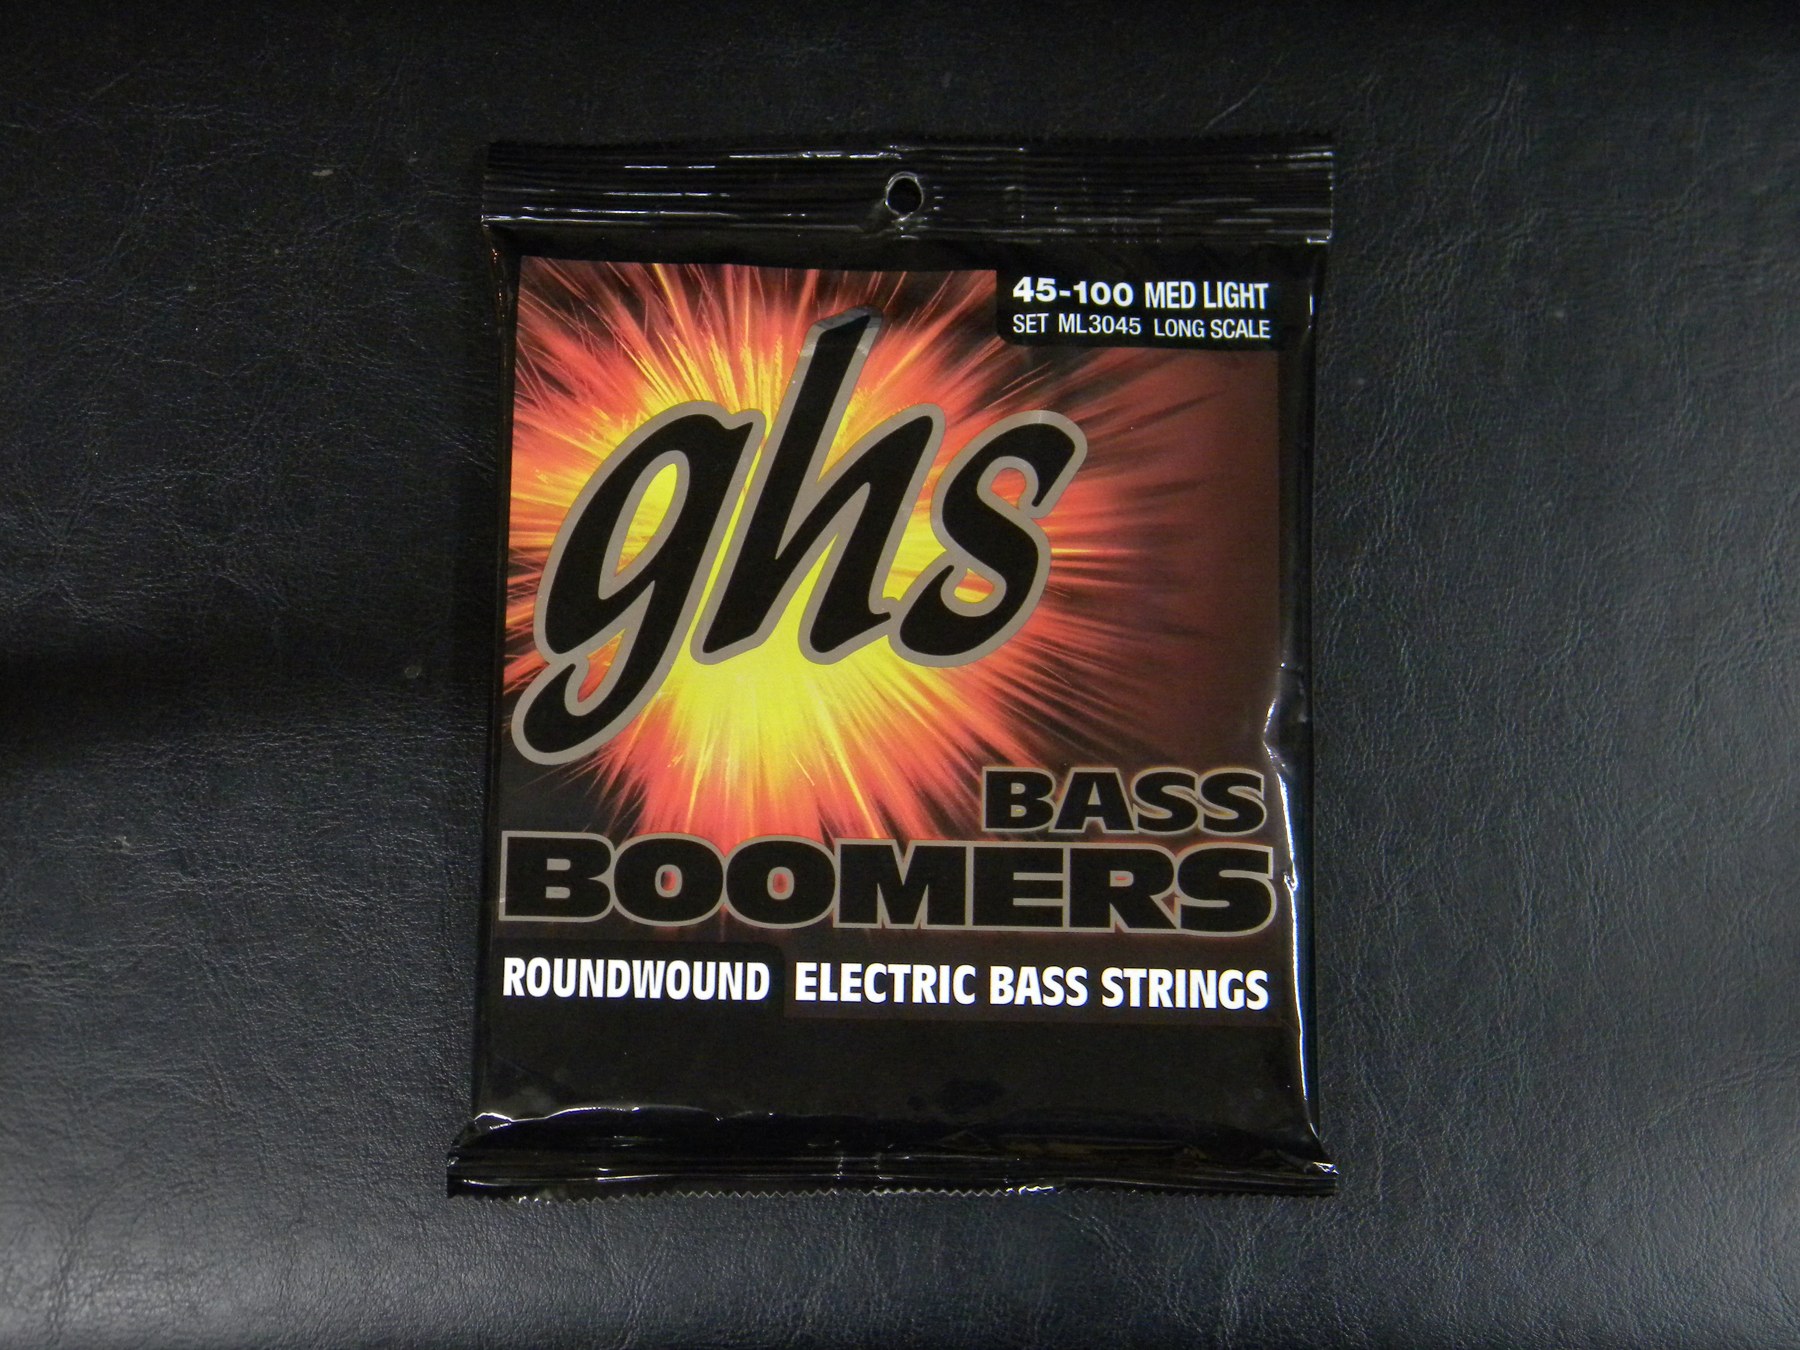 45-100 MED LIGHT
SET ML3045 LONG SCALE
ghs
BASS
BOOMERS
ROUNDWOUND ELECTRIC BASS STRINGS